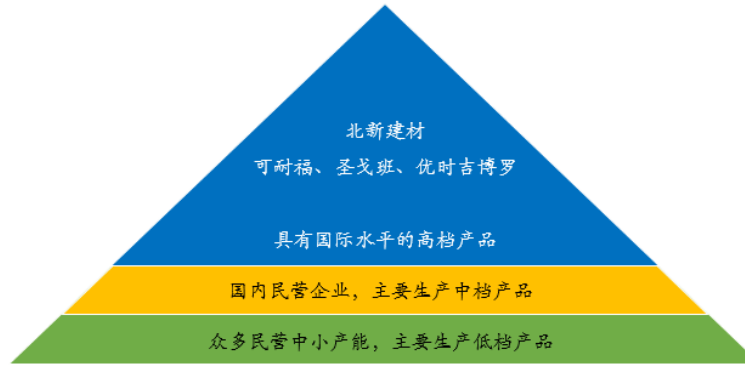 北新建材
可耐福、圣戈班、优时吉博罗
具有国际水平的高档产品
国内民营企业，主要生产中档产品
众多民营中小产能，主要生产低档产品